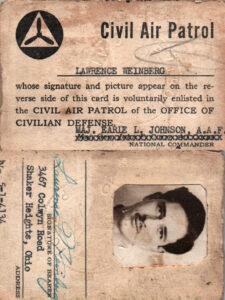 Civil Air Patrol
LAWRENCE WEINBERG
whose signature and picture appear on the re-
verse side of this card is voluntarily enlisted in
the CIVIL AIR PATROL of the OFFICE OF
CIVILIAN DEFENSE
MAJ. EARLE L. JOHNSON, A.A.F.
NATIONAL COMMANDER
SIGNATURE OF BEARER
3467 Colwyn Road
Shaker Heights, Ohio
ADDRESS